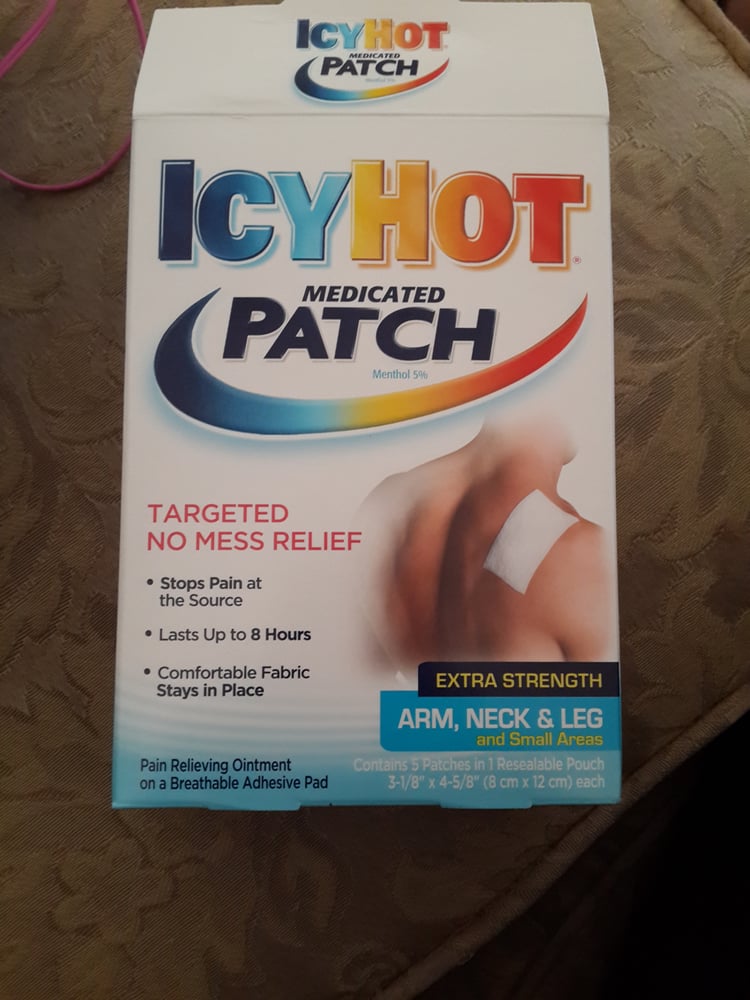 ICYHOT
MEDICATED
PATCH
Menthol 5%
ICYHOT®
MEDICATED
PATCH
Menthol 5%
TARGETED
NO MESS RELIEF
• Stops Pain at
the Source
• Lasts Up to 8 Hours
• Comfortable Fabric
Stays in Place
EXTRA STRENGTH
ARM, NECK & LEG
and Small Areas
Pain Relieving Ointment
on a Breathable Adhesive Pad
Contains 5 Patches in 1 Resealable Pouch
3-1/8" x 4-5/8" (8 cm x 12 cm) each